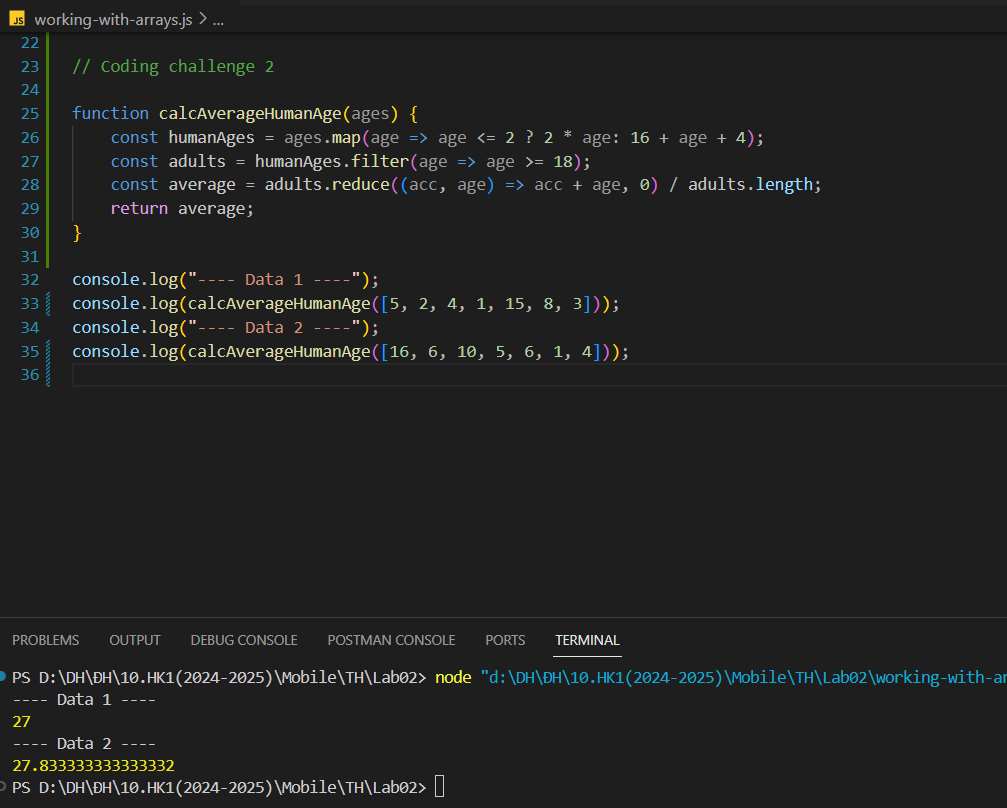 JS working-with-arrays.js > ...
22
23 // Coding challenge 2
24
25 function calcAverageHumanAge(ages) {
26     const humanAges = ages.map(age => age <= 2 ? 2 * age: 16 + age + 4);
27     const adults = humanAges.filter(age => age >= 18);
28     const average = adults.reduce((acc, age) => acc + age, 0) / adults.length;
29     return average;
30 }
31
32 console.log("---- Data 1 ----");
33 console.log(calcAverageHumanAge([5, 2, 4, 1, 15, 8, 3]));
34 console.log("---- Data 2 ----");
35 console.log(calcAverageHumanAge([16, 6, 10, 5, 6, 1, 4]));
36
PROBLEMS OUTPUT DEBUG CONSOLE POSTMAN CONSOLE PORTS TERMINAL
PS D:\DH\ĐH\10.HK1(2024-2025)\Mobile\TH\Lab02> node "d:\DH\ĐH\10.HK1(2024-2025)\Mobile\TH\Lab02\working-with-ar
---- Data 1 ----
27
---- Data 2 ----
27.833333333333332
PS D:\DH\ĐH\10.HK1(2024-2025)\Mobile\TH\Lab02>